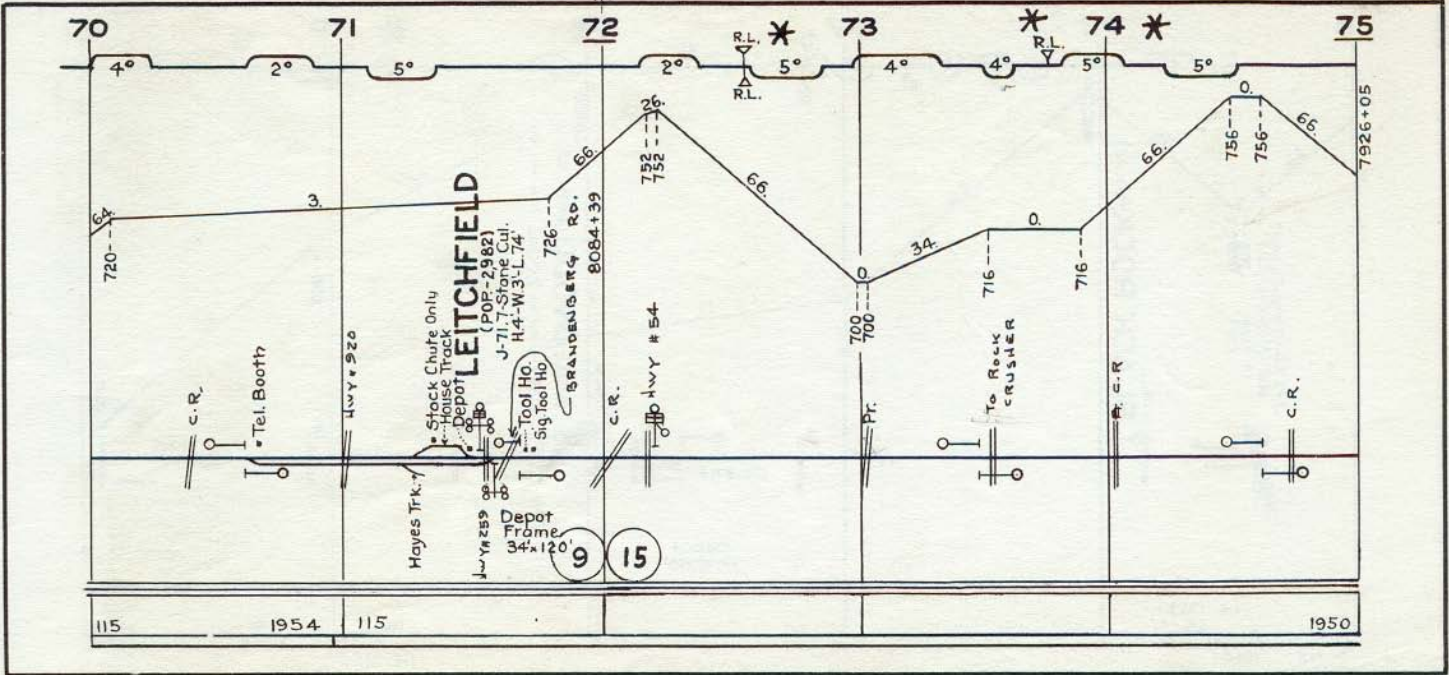 70 71 72 73 74 75
* * *
R.L. R.L.
R.L.
4° 2° 5° 2° 5° 4° 4° 5° 5°
64. 3. 66. 26. 66. 0. 34. 0. 66. 0. 66.
720 726 752 752 700 700 716 716 756 756
7926+05
C.R.
Tel. Booth
HWY # 920
Stock Chute Only
House Track
Depot
LEITCHFIELD
(POP.-2,982)
J-71.7-Stone Cul.
H.4'-W.3'-L.74'
Tool Ho.
Sig. Tool Ho
BRANDENBERG RD.
8084+39
C.R.
HWY #54
Pr.
To ROCK
CRUSHER
C.R
C.R.
Hayes Trk.
HWY#259
Depot
Frame
34'x120'
9 15
115 1954 115 1950